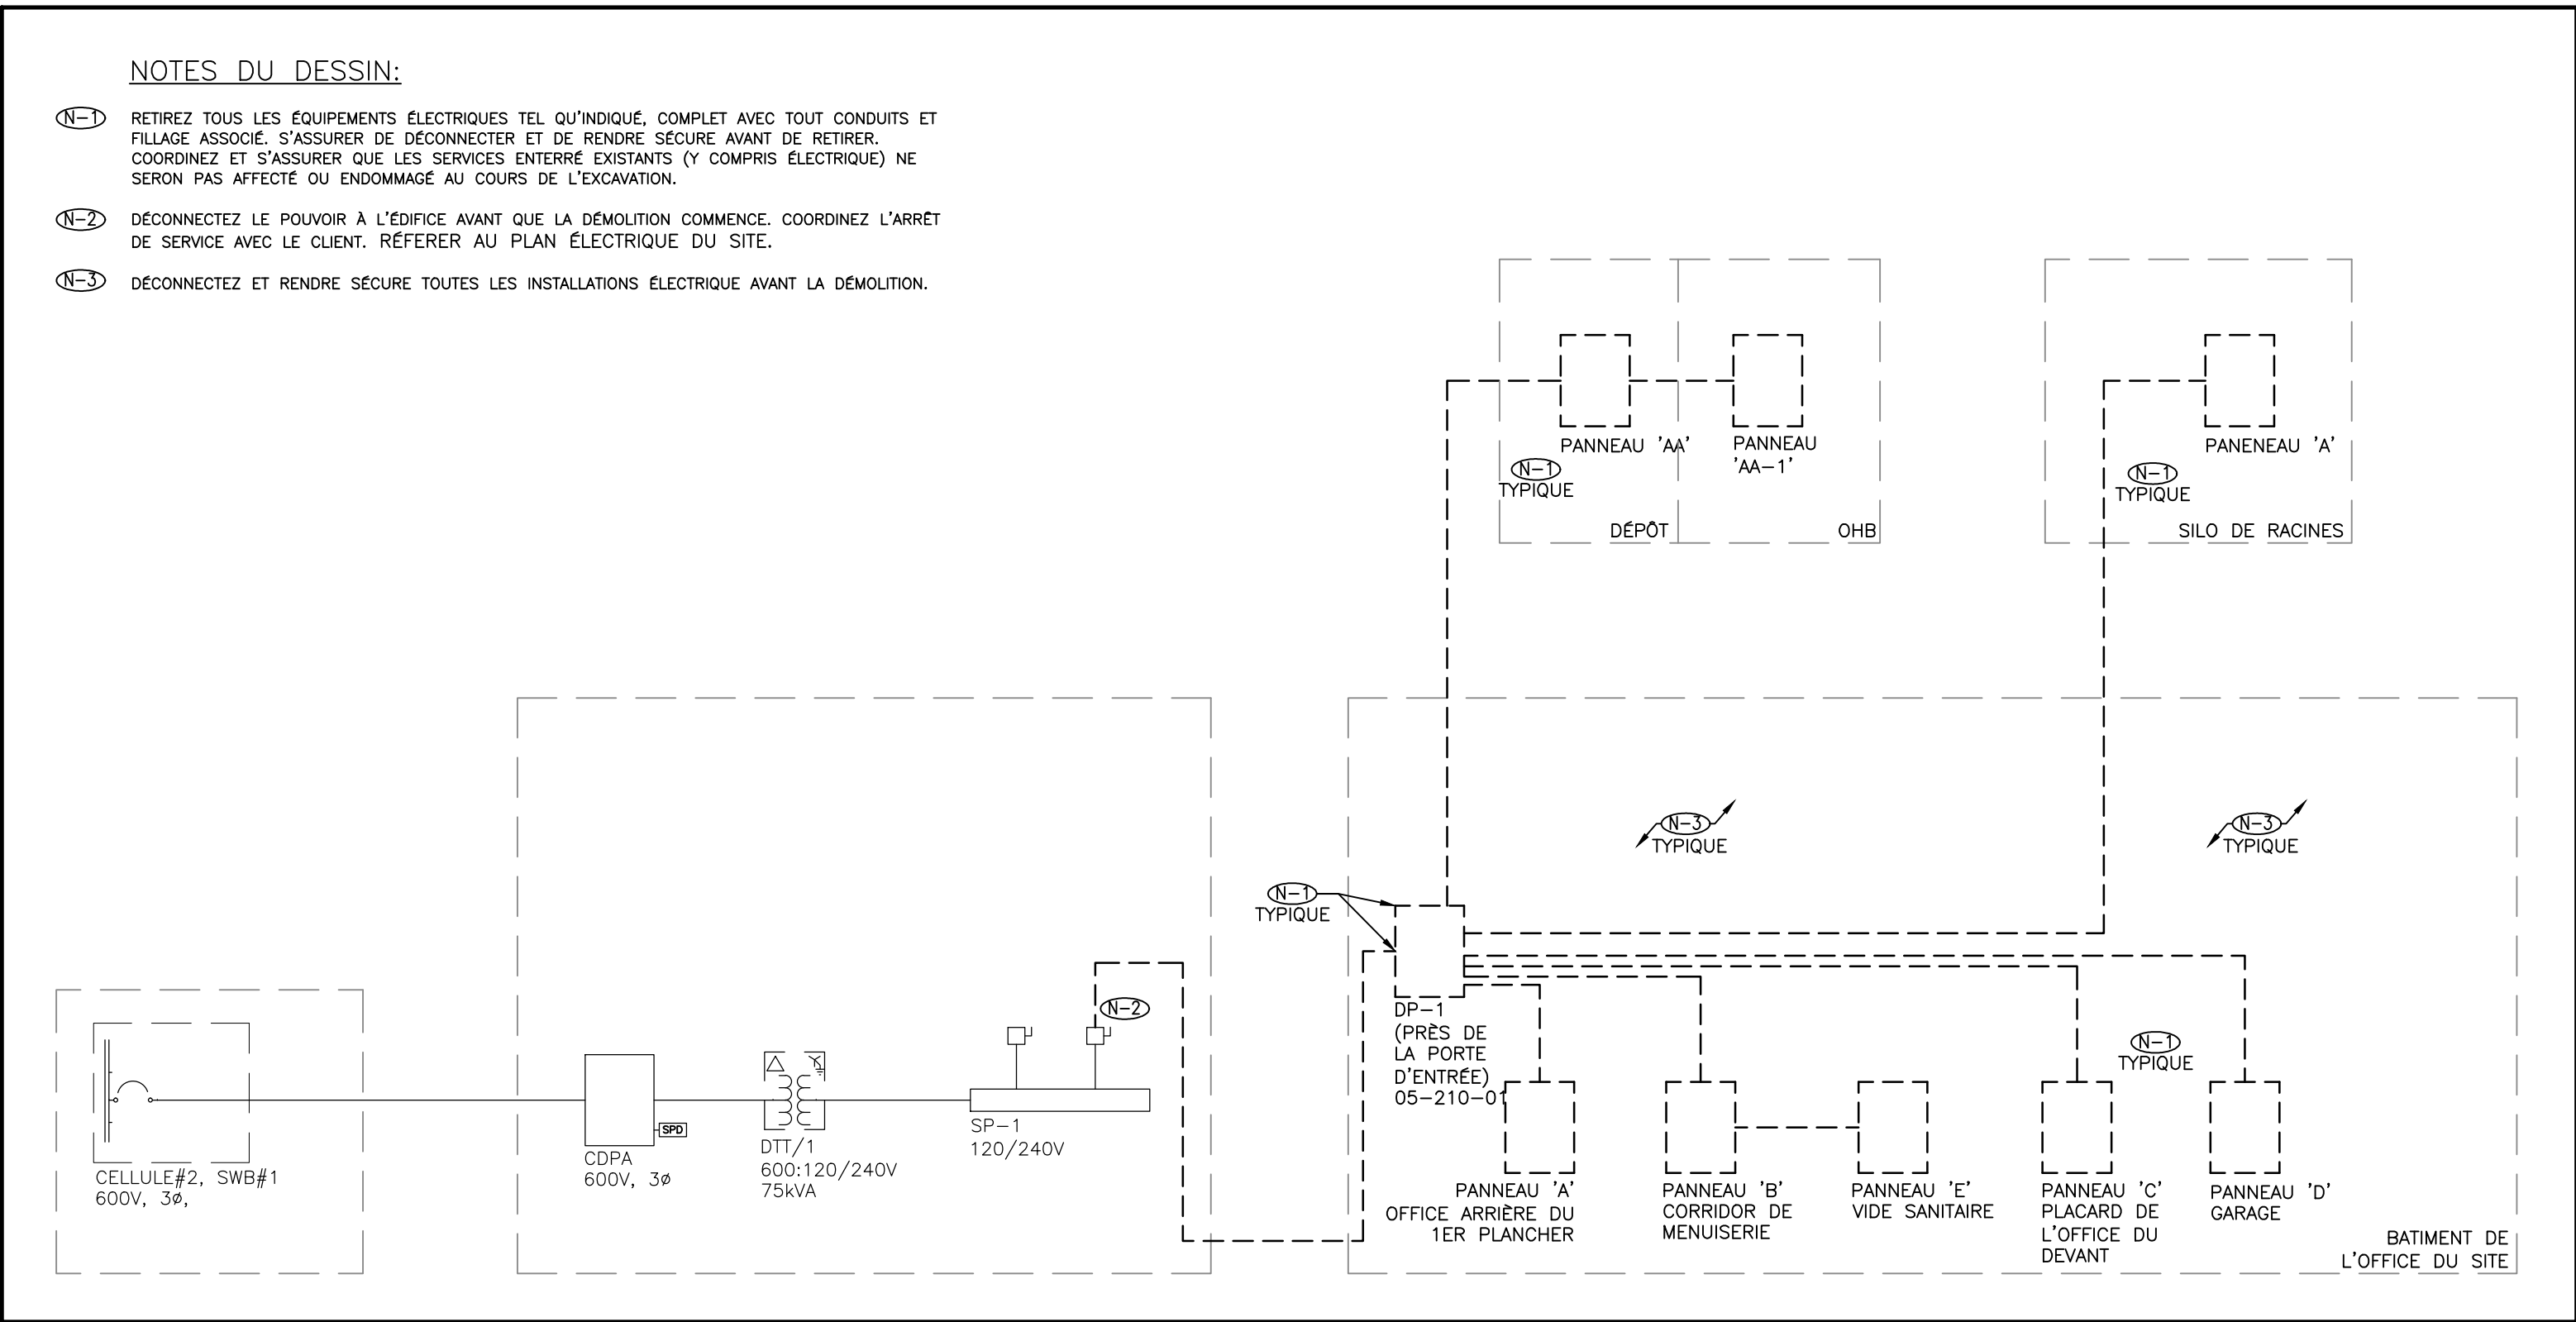 NOTES DU DESSIN:
N-1
RETIREZ TOUS LES ÉQUIPEMENTS ÉLECTRIQUES TEL QU'INDIQUÉ, COMPLET AVEC TOUT CONDUITS ET
FILLAGE ASSOCIÉ. S'ASSURER DE DÉCONNECTER ET DE RENDRE SÉCURE AVANT DE RETIRER.
COORDINEZ ET S'ASSURER QUE LES SERVICES ENTERRÉ EXISTANTS (Y COMPRIS ÉLECTRIQUE) NE
SERON PAS AFFECTÉ OU ENDOMMAGÉ AU COURS DE L'EXCAVATION.
N-2
DÉCONNECTEZ LE POUVOIR À L'ÉDIFICE AVANT QUE LA DÉMOLITION COMMENCE. COORDINEZ L'ARRÊT
DE SERVICE AVEC LE CLIENT. RÉFERER AU PLAN ÉLECTRIQUE DU SITE.
N-3
DÉCONNECTEZ ET RENDRE SÉCURE TOUTES LES INSTALLATIONS ÉLECTRIQUE AVANT LA DÉMOLITION.
PANNEAU 'AA'
PANNEAU
'AA-1'
N-1
TYPIQUE
DÉPÔT
OHB
PANENEAU 'A'
N-1
TYPIQUE
SILO DE RACINES
N-3
TYPIQUE
N-3
TYPIQUE
N-1
TYPIQUE
N-2
DP-1
(PRÈS DE
LA PORTE
D'ENTRÉE)
05-210-01
N-1
TYPIQUE
SPD
CELLULE#2, SWB#1
600V, 3ø,
CDPA
600V, 3ø
DTT/1
600:120/240V
75kVA
SP-1
120/240V
PANNEAU 'A'
OFFICE ARRIÈRE DU
1ER PLANCHER
PANNEAU 'B'
CORRIDOR DE
MENUISERIE
PANNEAU 'E'
VIDE SANITAIRE
PANNEAU 'C'
PLACARD DE
L'OFFICE DU
DEVANT
PANNEAU 'D'
GARAGE
BATIMENT DE
L'OFFICE DU SITE